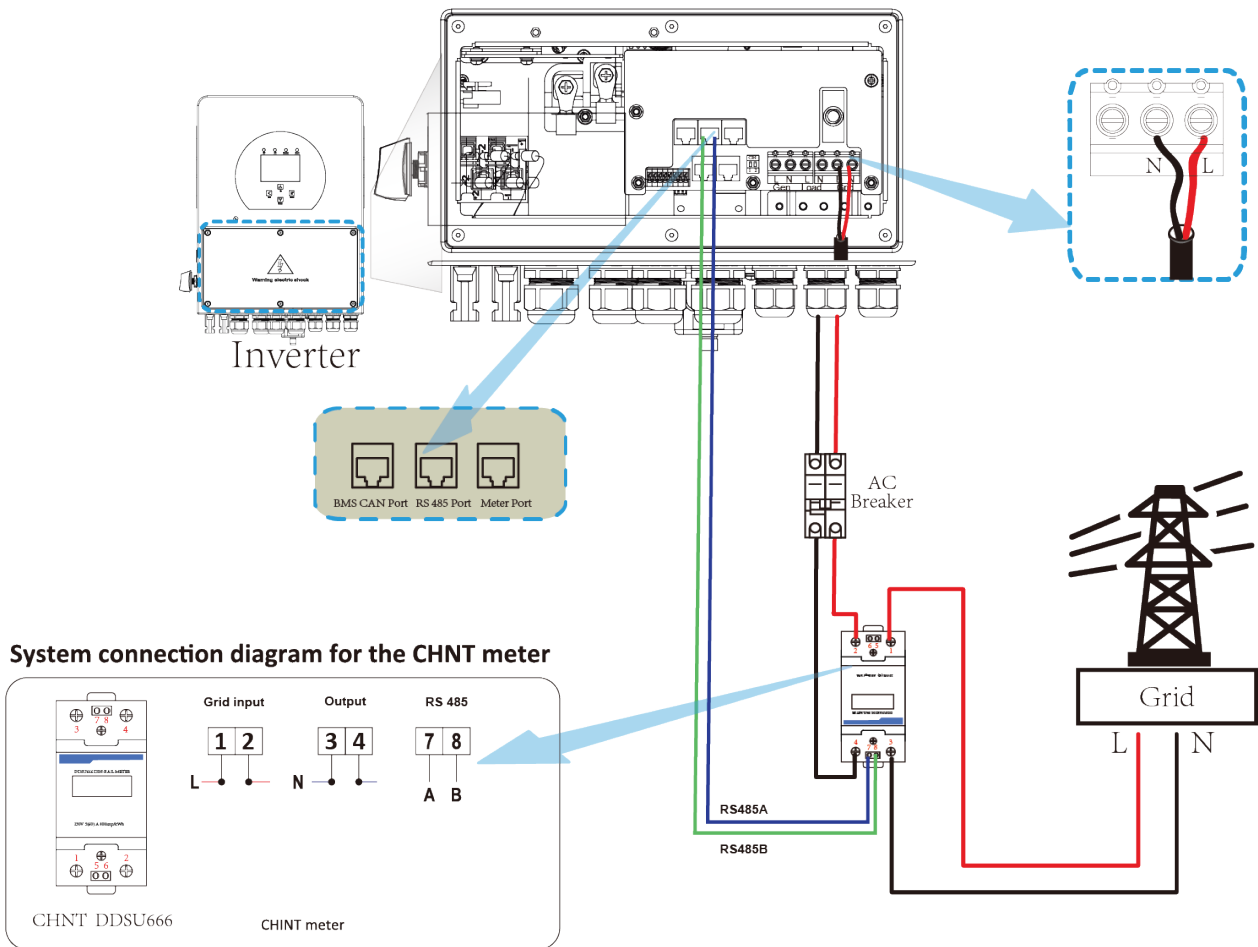 L N L N L N
Gen Load Grid
N L
Warning electric shock
Inverter
BMS CAN Port RS 485 Port Meter Port
AC
Breaker
2 6 5 1
4 7 8 3
RS485A
RS485B
Grid
L N
System connection diagram for the CHNT meter
Grid input Output RS 485
1 2 3 4 7 8
L N A B
3 7 8 4
1 5 6 2
CHNT DDSU666
CHINT meter